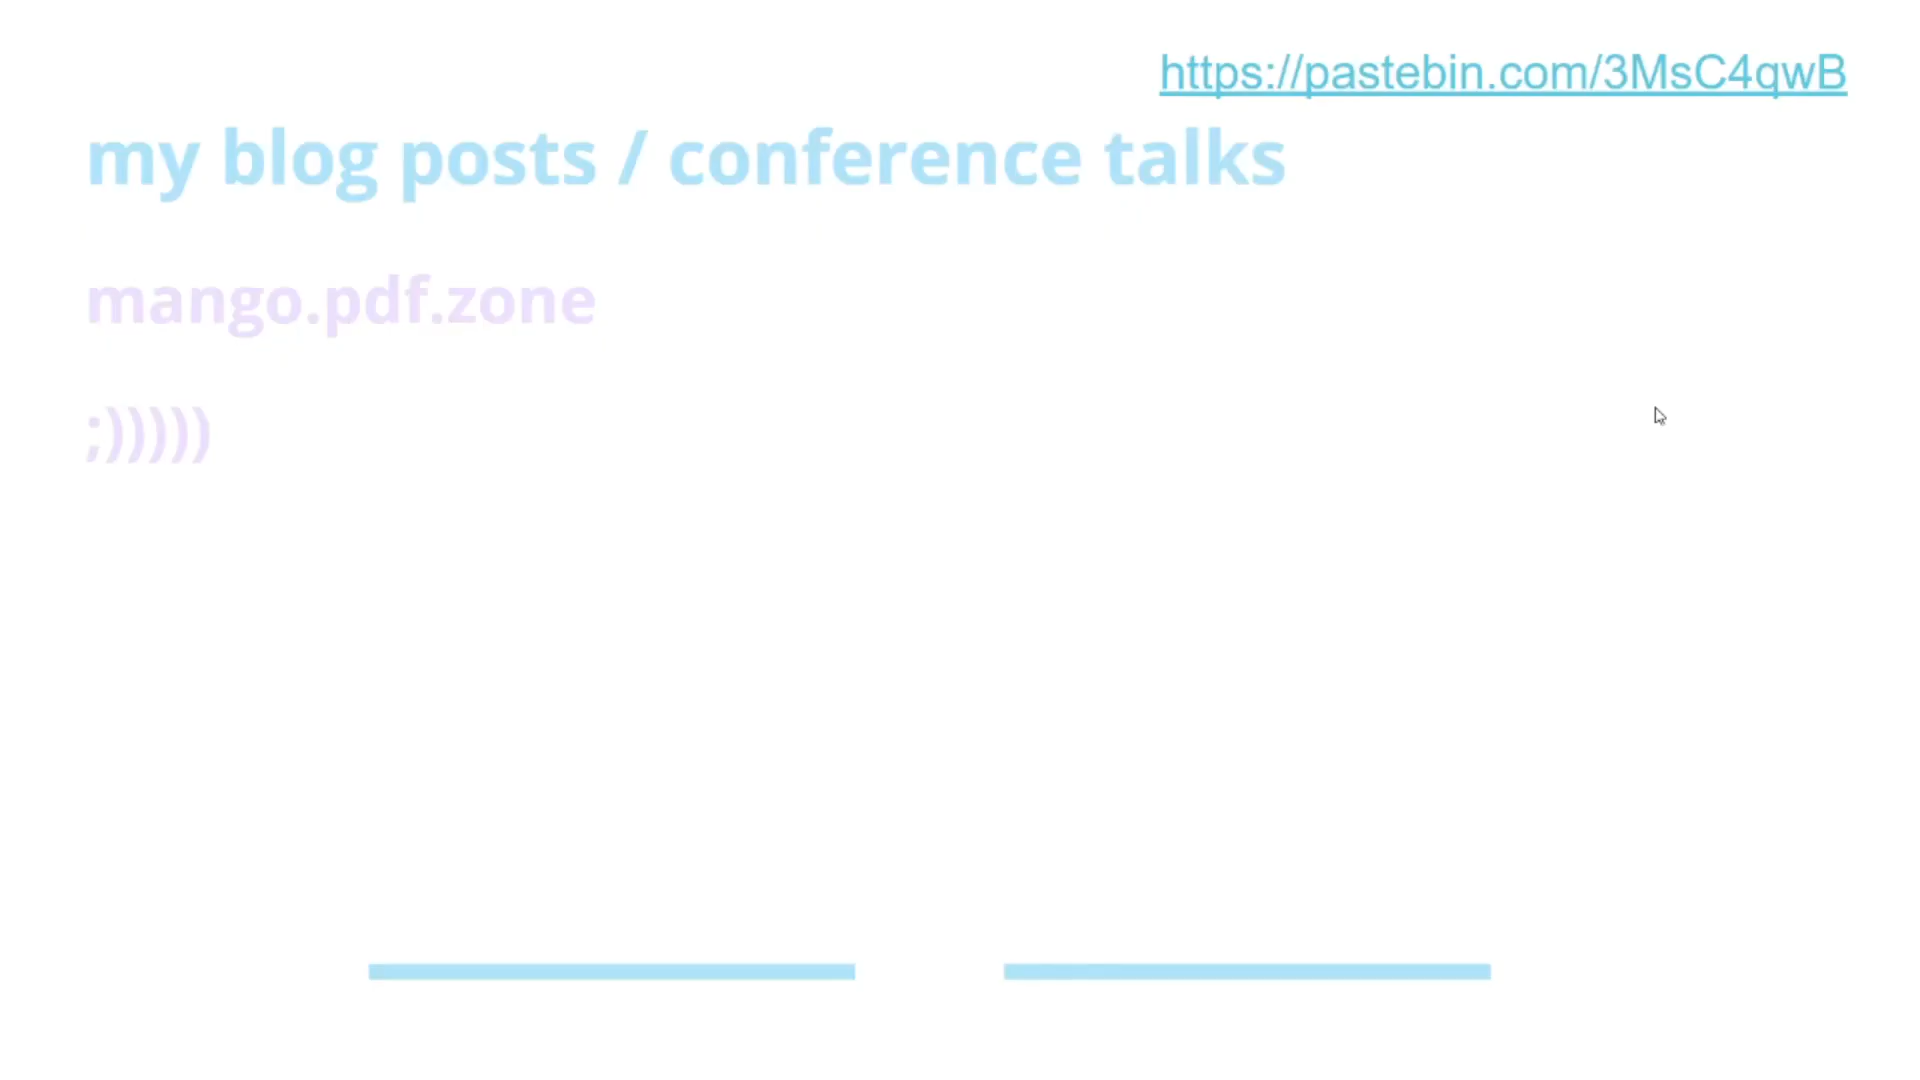 https://pastebin.com/3MsC4qwB
my blog posts / conference talks
mango.pdf.zone
;)))))